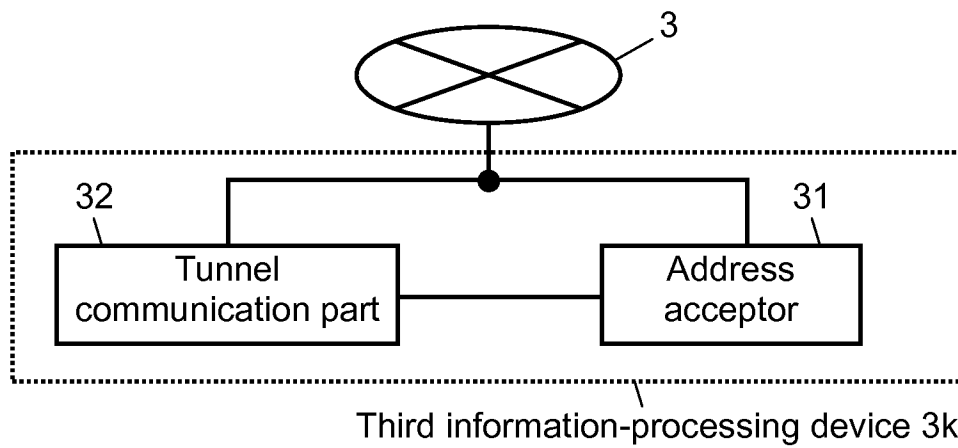 3
32
31
Tunnel
communication part
Address
acceptor
Third information-processing device 3k